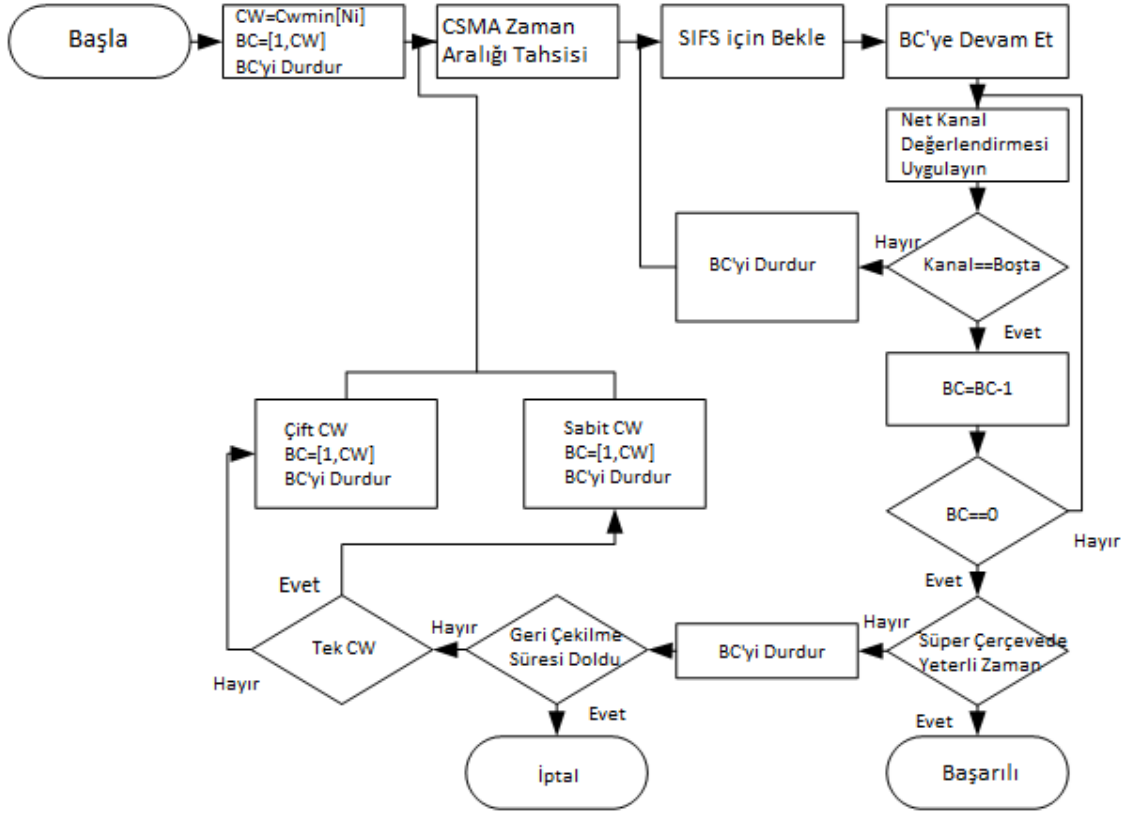 Başla
CW=Cwmin[Ni]
BC=[1,CW]
BC'yi Durdur
CSMA Zaman
Aralığı Tahsisi
SIFS için Bekle
BC'ye Devam Et
Net Kanal
Değerlendirmesi
Uygulayın
Hayır
Kanal==Boşta
BC'yi Durdur
Evet
BC=BC-1
Çift CW
BC=[1,CW]
BC'yi Durdur
Sabit CW
BC=[1,CW]
BC'yi Durdur
BC==0
Hayır
Evet
Evet
Tek CW
Hayır
Hayır
Geri Çekilme
Süresi Doldu
BC'yi Durdur
Hayır
Süper Çerçevede
Yeterli Zaman
Evet
Evet
İptal
Başarılı